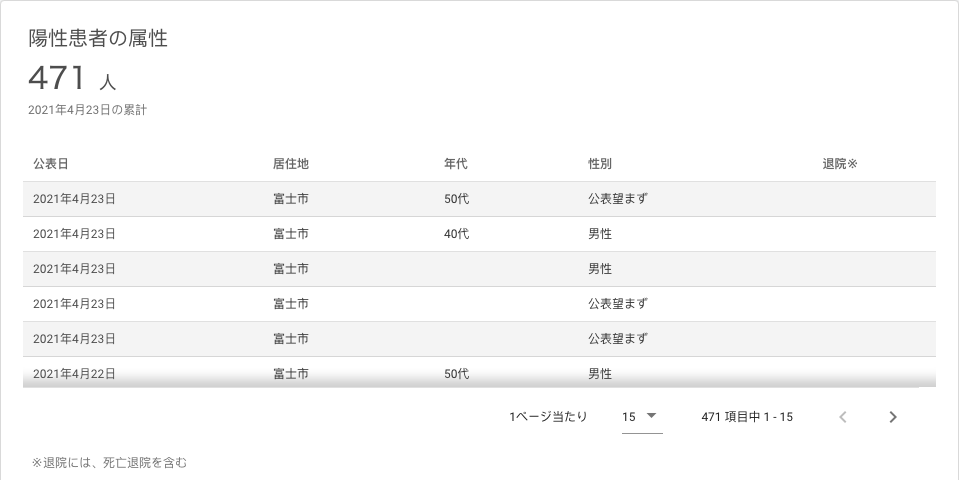 陽性患者の属性
471 人
2021年4月23日の累計
公表日 居住地 年代 性別 退院※
2021年4月23日 富士市 50代 公表望まず
2021年4月23日 富士市 40代 男性
2021年4月23日 富士市 男性
2021年4月23日 富士市 公表望まず
2021年4月23日 富士市 公表望まず
2021年4月22日 富士市 50代 男性
1ページ当たり 15 471 項目中 1 - 15
※退院には、死亡退院を含む